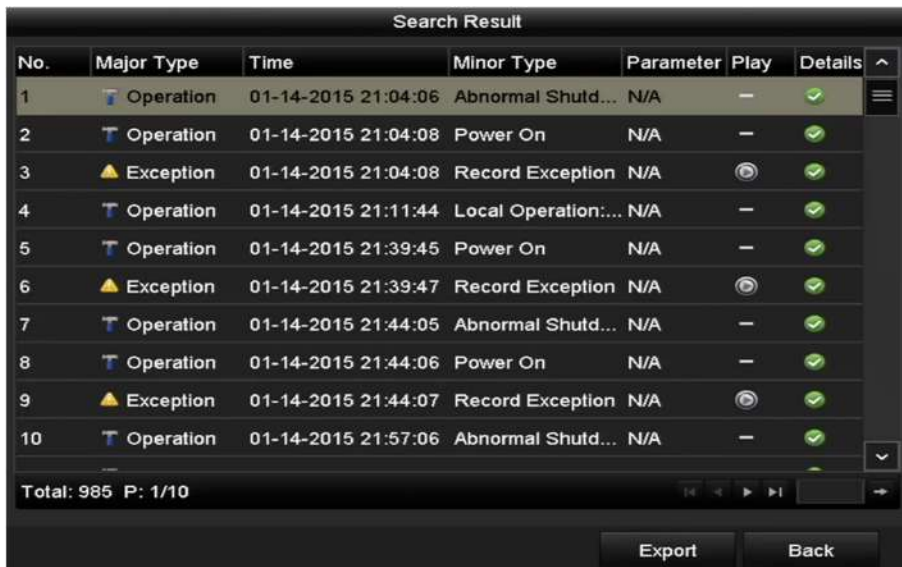 Search Result
No. Major Type Time Minor Type Parameter Play Details
1 Operation 01-14-2015 21:04:06 Abnormal Shutd... N/A —
2 Operation 01-14-2015 21:04:08 Power On N/A —
3 Exception 01-14-2015 21:04:08 Record Exception N/A
4 Operation 01-14-2015 21:11:44 Local Operation:... N/A —
5 Operation 01-14-2015 21:39:45 Power On N/A —
6 Exception 01-14-2015 21:39:47 Record Exception N/A
7 Operation 01-14-2015 21:44:05 Abnormal Shutd... N/A —
8 Operation 01-14-2015 21:44:06 Power On N/A —
9 Exception 01-14-2015 21:44:07 Record Exception N/A
10 Operation 01-14-2015 21:57:06 Abnormal Shutd... N/A —
Total: 985 P: 1/10
Export Back